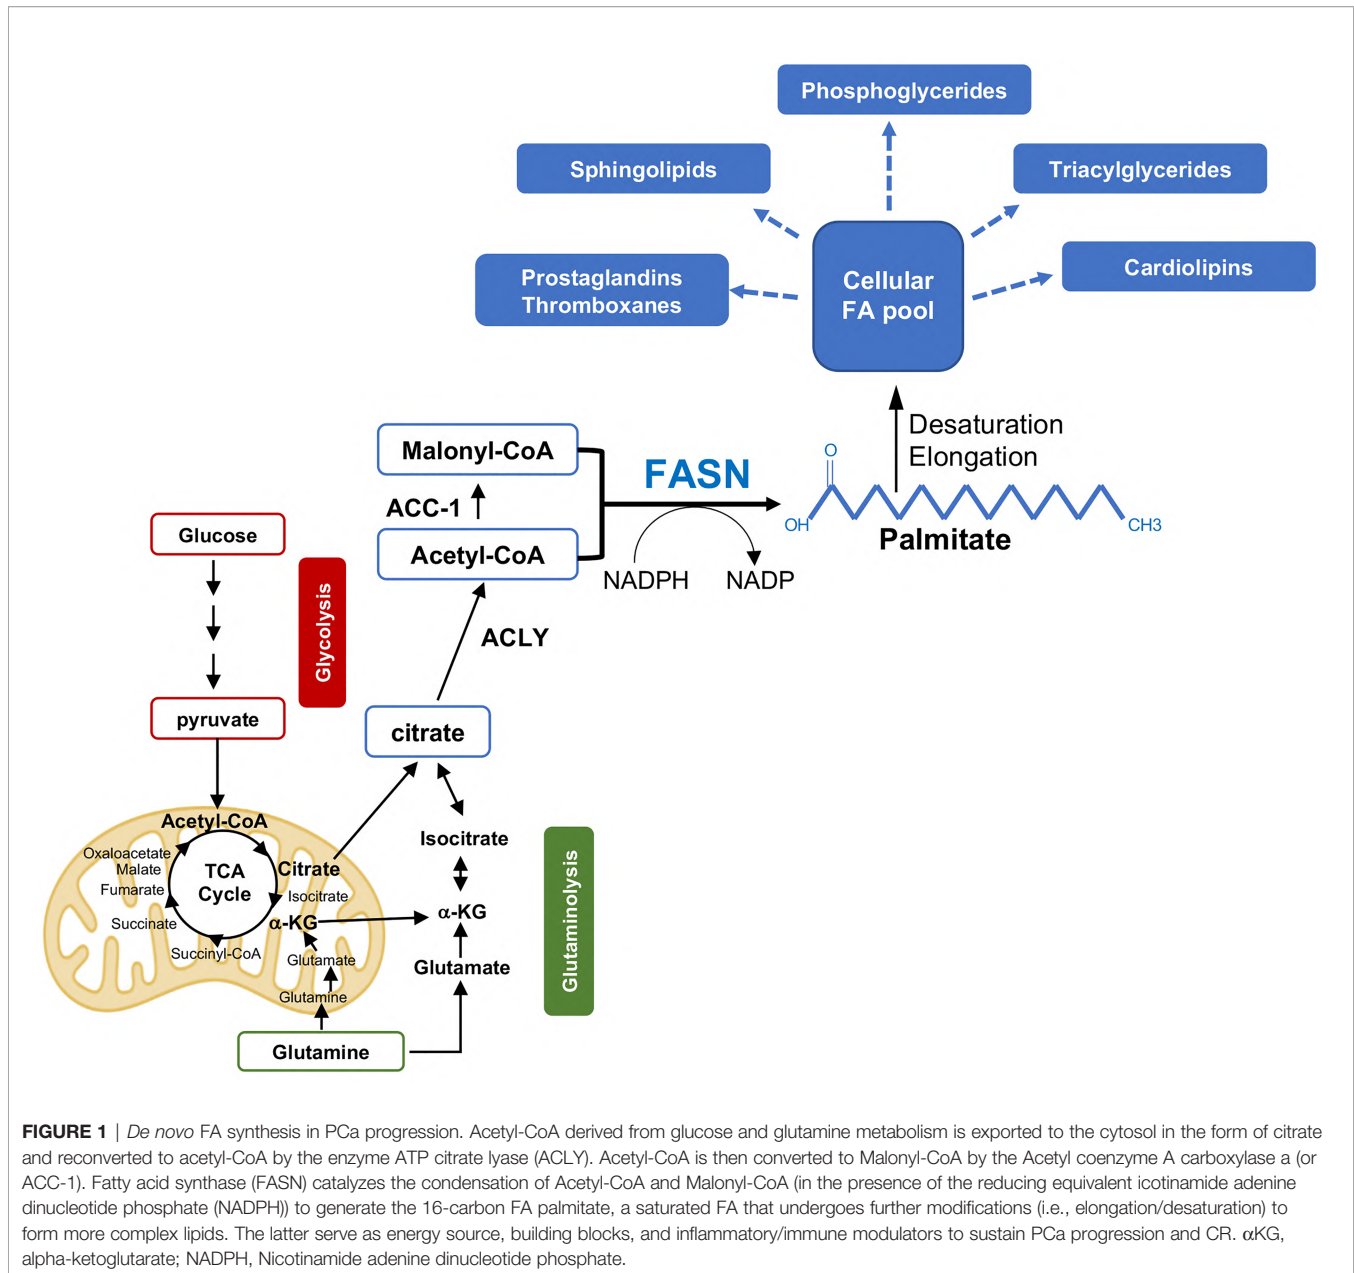 Phosphoglycerides
Sphingolipids
Triacylglycerides
Prostaglandins
Thromboxanes
Cellular
FA pool
Cardiolipins
Desaturation
Elongation
Malonyl-CoA
ACC-1
Acetyl-CoA
FASN
NADPH
NADP
O
OH
CH3
Palmitate
Glucose
Glycolysis
pyruvate
ACLY
citrate
Acetyl-CoA
Oxaloacetate
Malate
Fumarate
Succinate
Succinyl-CoA
TCA
Cycle
Citrate
Isocitrate
α-KG
Glutamate
Glutamine
Isocitrate
α-KG
Glutamate
Glutaminolysis
Glutamine
FIGURE 1 | De novo FA synthesis in PCa progression. Acetyl-CoA derived from glucose and glutamine metabolism is exported to the cytosol in the form of citrate
and reconverted to acetyl-CoA by the enzyme ATP citrate lyase (ACLY). Acetyl-CoA is then converted to Malonyl-CoA by the Acetyl coenzyme A carboxylase a (or
ACC-1). Fatty acid synthase (FASN) catalyzes the condensation of Acetyl-CoA and Malonyl-CoA (in the presence of the reducing equivalent icotinamide adenine
dinucleotide phosphate (NADPH)) to generate the 16-carbon FA palmitate, a saturated FA that undergoes further modifications (i.e., elongation/desaturation) to
form more complex lipids. The latter serve as energy source, building blocks, and inflammatory/immune modulators to sustain PCa progression and CR. αKG,
alpha-ketoglutarate; NADPH, Nicotinamide adenine dinucleotide phosphate.